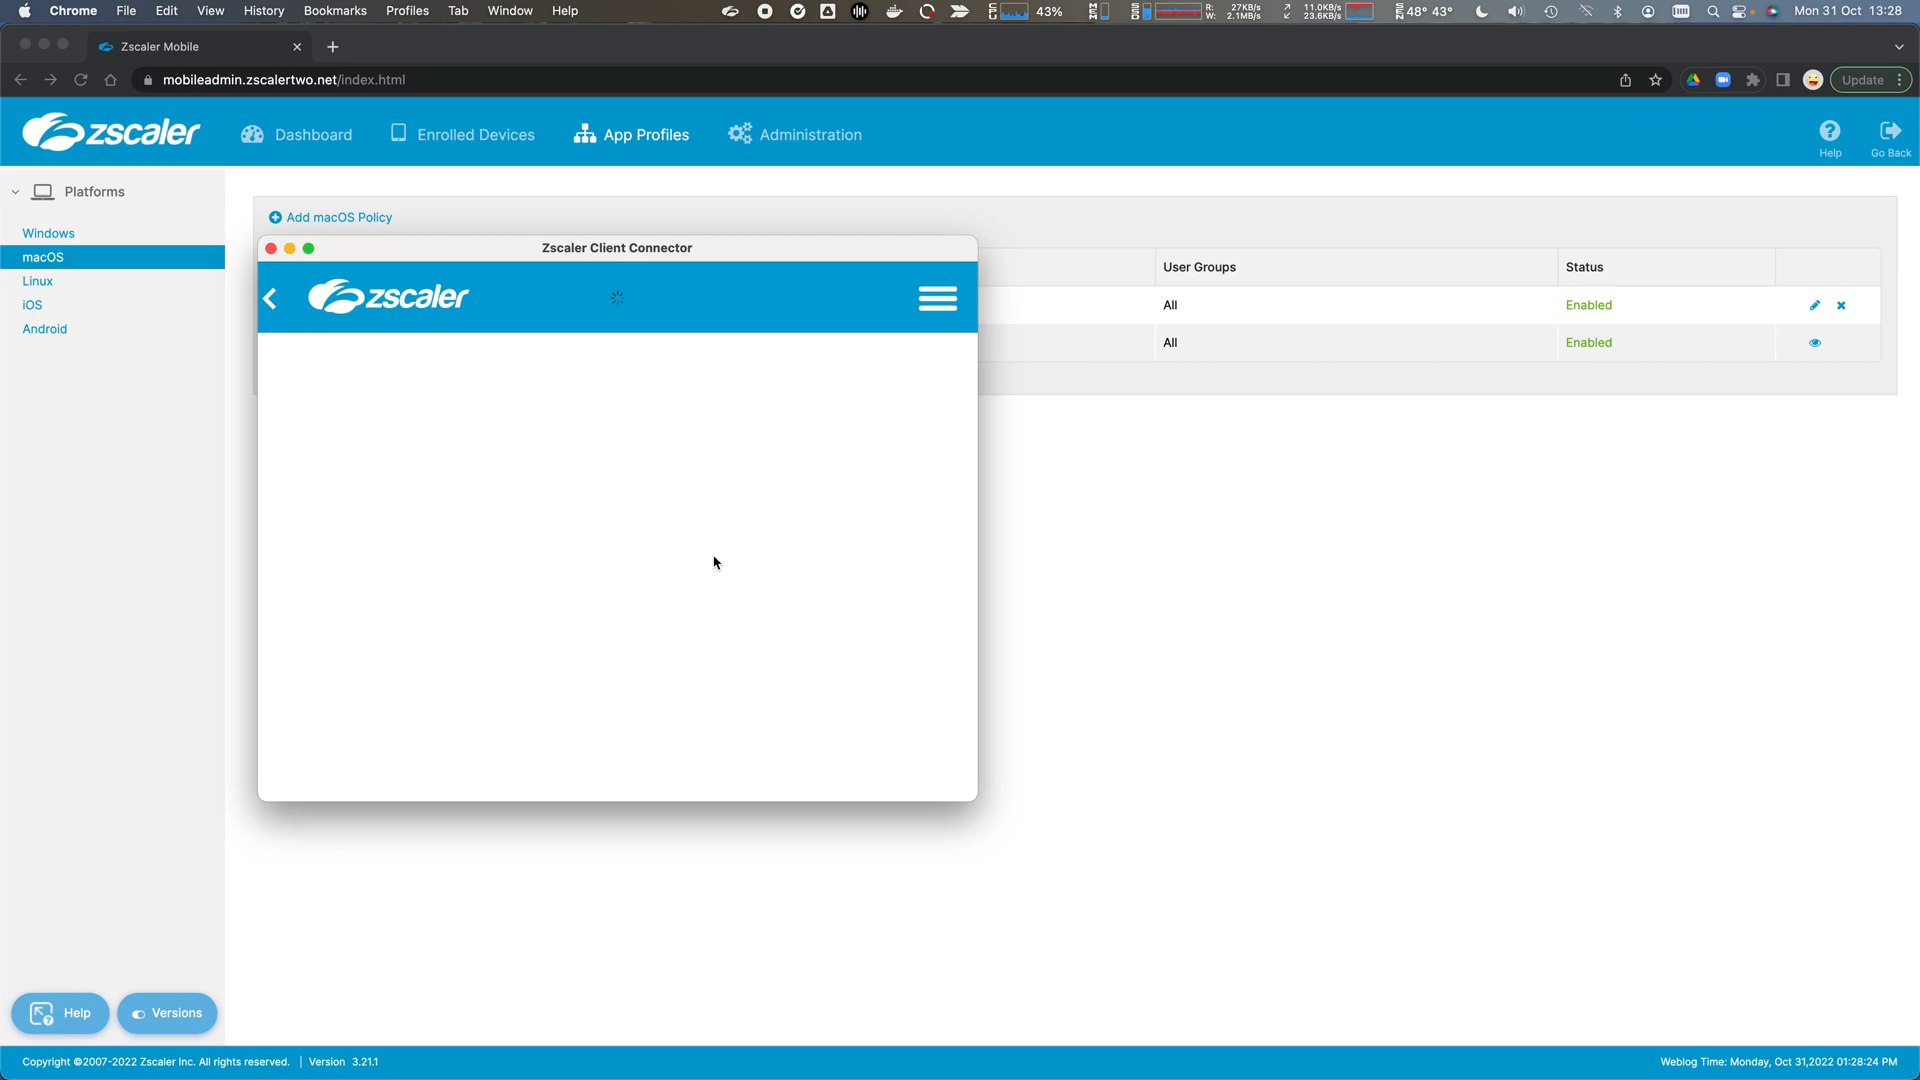 Chrome File Edit View History Bookmarks Profiles Tab Window Help 43% R: 27KB/s W: 2.1MB/s 11.0KB/s 23.6KB/s 48° 43° Mon 31 Oct 13:28
Zscaler Mobile
mobileadmin.zscalertwo.net/index.html
Update
zscaler Dashboard Enrolled Devices App Profiles Administration Help Go Back
Platforms
Windows
macOS
Linux
iOS
Android
Add macOS Policy
Zscaler Client Connector
zscaler
User Groups Status
All Enabled
All Enabled
Help Versions
Copyright ©2007-2022 Zscaler Inc. All rights reserved. | Version 3.21.1
Weblog Time: Monday, Oct 31,2022 01:28:24 PM